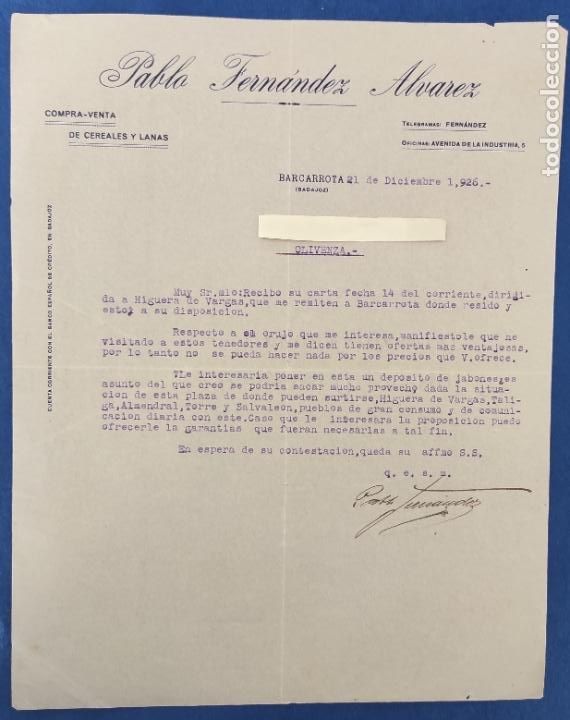 Pablo Fernández Alvarez
COMPRA-VENTA
DE CEREALES Y LANAS
TELEGRAMAS: FERNÁNDEZ
OFICINAS: AVENIDA DE LA INDUSTRIA, 5
BARCARROTA 21 de Diciembre 1,926.-
(BADAJOZ)
OLIVENZA.-
Muy Sr.mio:Recibo su carta fecha 14 del corriente,dirigi-
da a Higuera de Vargas,que me remiten a Barcarrota donde resido y
estoy a su disposicion.
Respecto a el orujo que me interesa,manifiestole que he
visitado a estos tenedores y me dicen tienen ofertas mas ventajosas,
por lo tanto no se pueda hacer nada por los precios que V.ofrece.
VLe interesaria poner en esta un deposito de jabones,es
asunto del que creo se podria sacar mucho provecho dada la situa-
cion de esta plaza de donde pueden surtirse,Higuera de Vargas,Tali-
ga,Almendral,Torre y Salvaleon,pueblos de gran consumo y de comuni-
cacion diaria con este.Caso que le interesara la proposicion puedo
ofrecerle la garantias que fueran necesarias a tal fin.
En espera de su contestacion,queda su affmo S.S.
q. e. s. m.
Pablo Fernández
CUENTA CORRIENTE CON EL BANCO ESPAÑOL DE CRÉDITO, EN BADAJOZ
todocoleccion.net